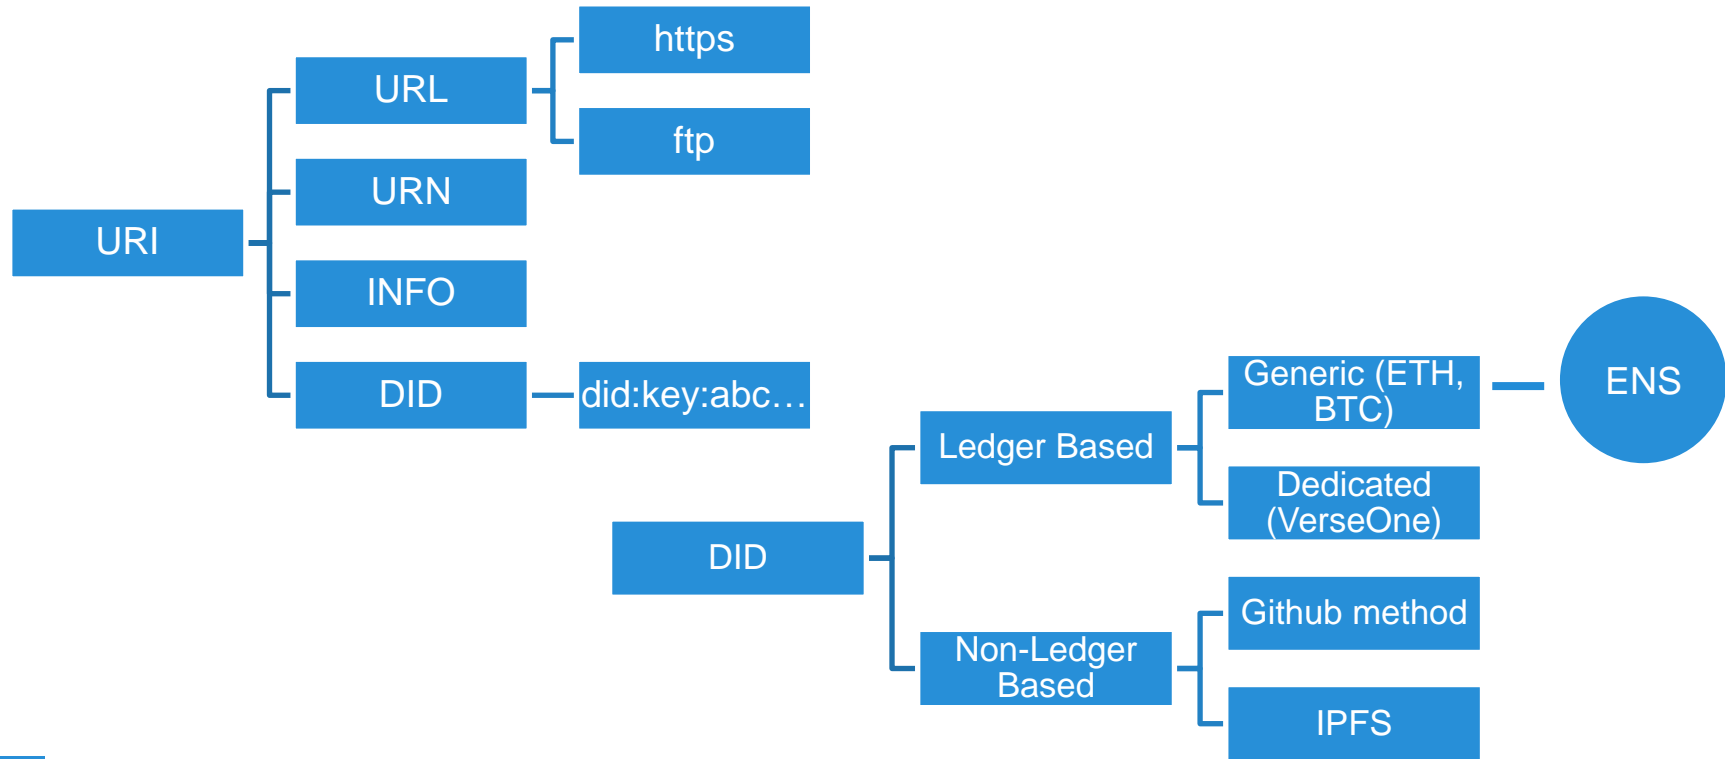 https
URL
ftp
URN
URI
INFO
DID
did:key:abc…
Generic (ETH,
BTC)
ENS
Ledger Based
Dedicated
(VerseOne)
DID
Github method
Non-Ledger
Based
IPFS